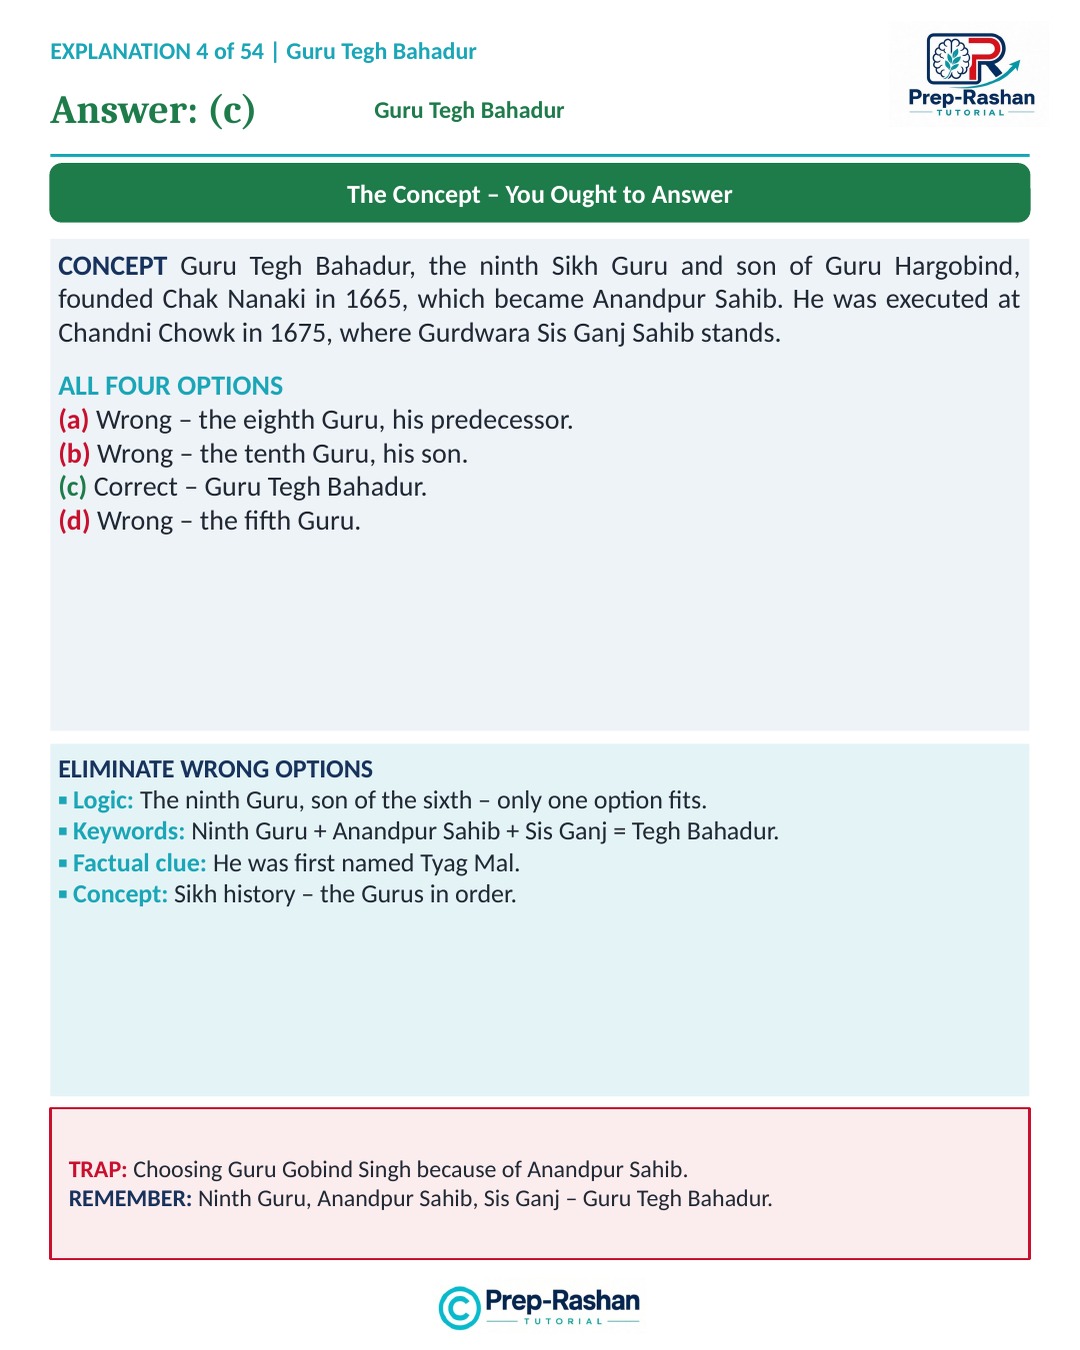 EXPLANATION 4 of 54 | Guru Tegh Bahadur
Prep-Rashan
TUTORIAL
Answer: (c)
Guru Tegh Bahadur
The Concept – You Ought to Answer
CONCEPT Guru Tegh Bahadur, the ninth Sikh Guru and son of Guru Hargobind,
founded Chak Nanaki in 1665, which became Anandpur Sahib. He was executed at
Chandni Chowk in 1675, where Gurdwara Sis Ganj Sahib stands.
ALL FOUR OPTIONS
(a) Wrong – the eighth Guru, his predecessor.
(b) Wrong – the tenth Guru, his son.
(c) Correct – Guru Tegh Bahadur.
(d) Wrong – the fifth Guru.
ELIMINATE WRONG OPTIONS
▪ Logic: The ninth Guru, son of the sixth – only one option fits.
▪ Keywords: Ninth Guru + Anandpur Sahib + Sis Ganj = Tegh Bahadur.
▪ Factual clue: He was first named Tyag Mal.
▪ Concept: Sikh history – the Gurus in order.
TRAP: Choosing Guru Gobind Singh because of Anandpur Sahib.
REMEMBER: Ninth Guru, Anandpur Sahib, Sis Ganj – Guru Tegh Bahadur.
© Prep-Rashan
TUTORIAL